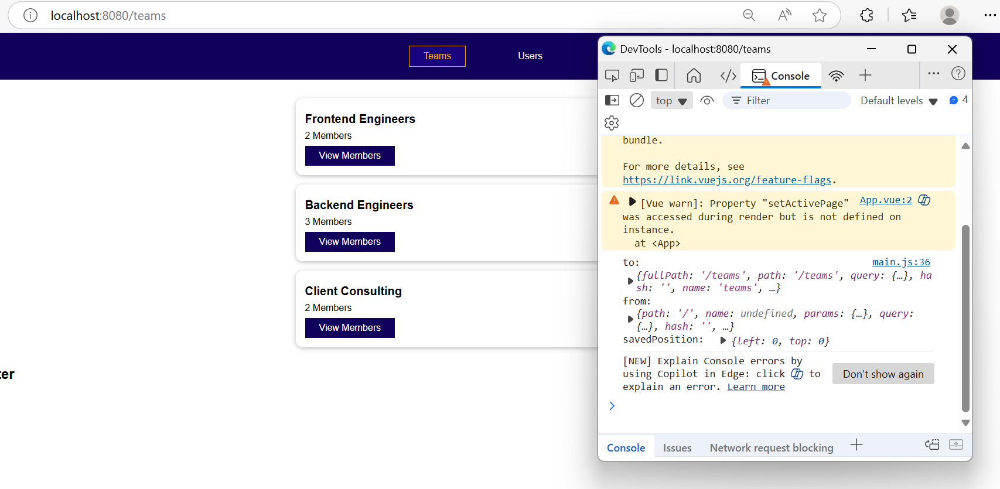 localhost:8080/teams
Teams
Users
Frontend Engineers
2 Members
View Members
Backend Engineers
3 Members
View Members
Client Consulting
2 Members
View Members
ter
DevTools - localhost:8080/teams
Console
top
Filter
Default levels
4
bundle.
For more details, see
https://link.vuejs.org/feature-flags.
[Vue warn]: Property "setActivePage" App.vue:2
was accessed during render but is not defined on
instance.
at <App>
to: main.js:36
{fullPath: '/teams', path: '/teams', query: {…}, ha
sh: '', name: 'teams', …}
from:
{path: '/', name: undefined, params: {…}, query:
{…}, hash: '', …}
savedPosition: {left: 0, top: 0}
[NEW] Explain Console errors by
using Copilot in Edge: click to
explain an error. Learn more
Don't show again
Console
Issues
Network request blocking